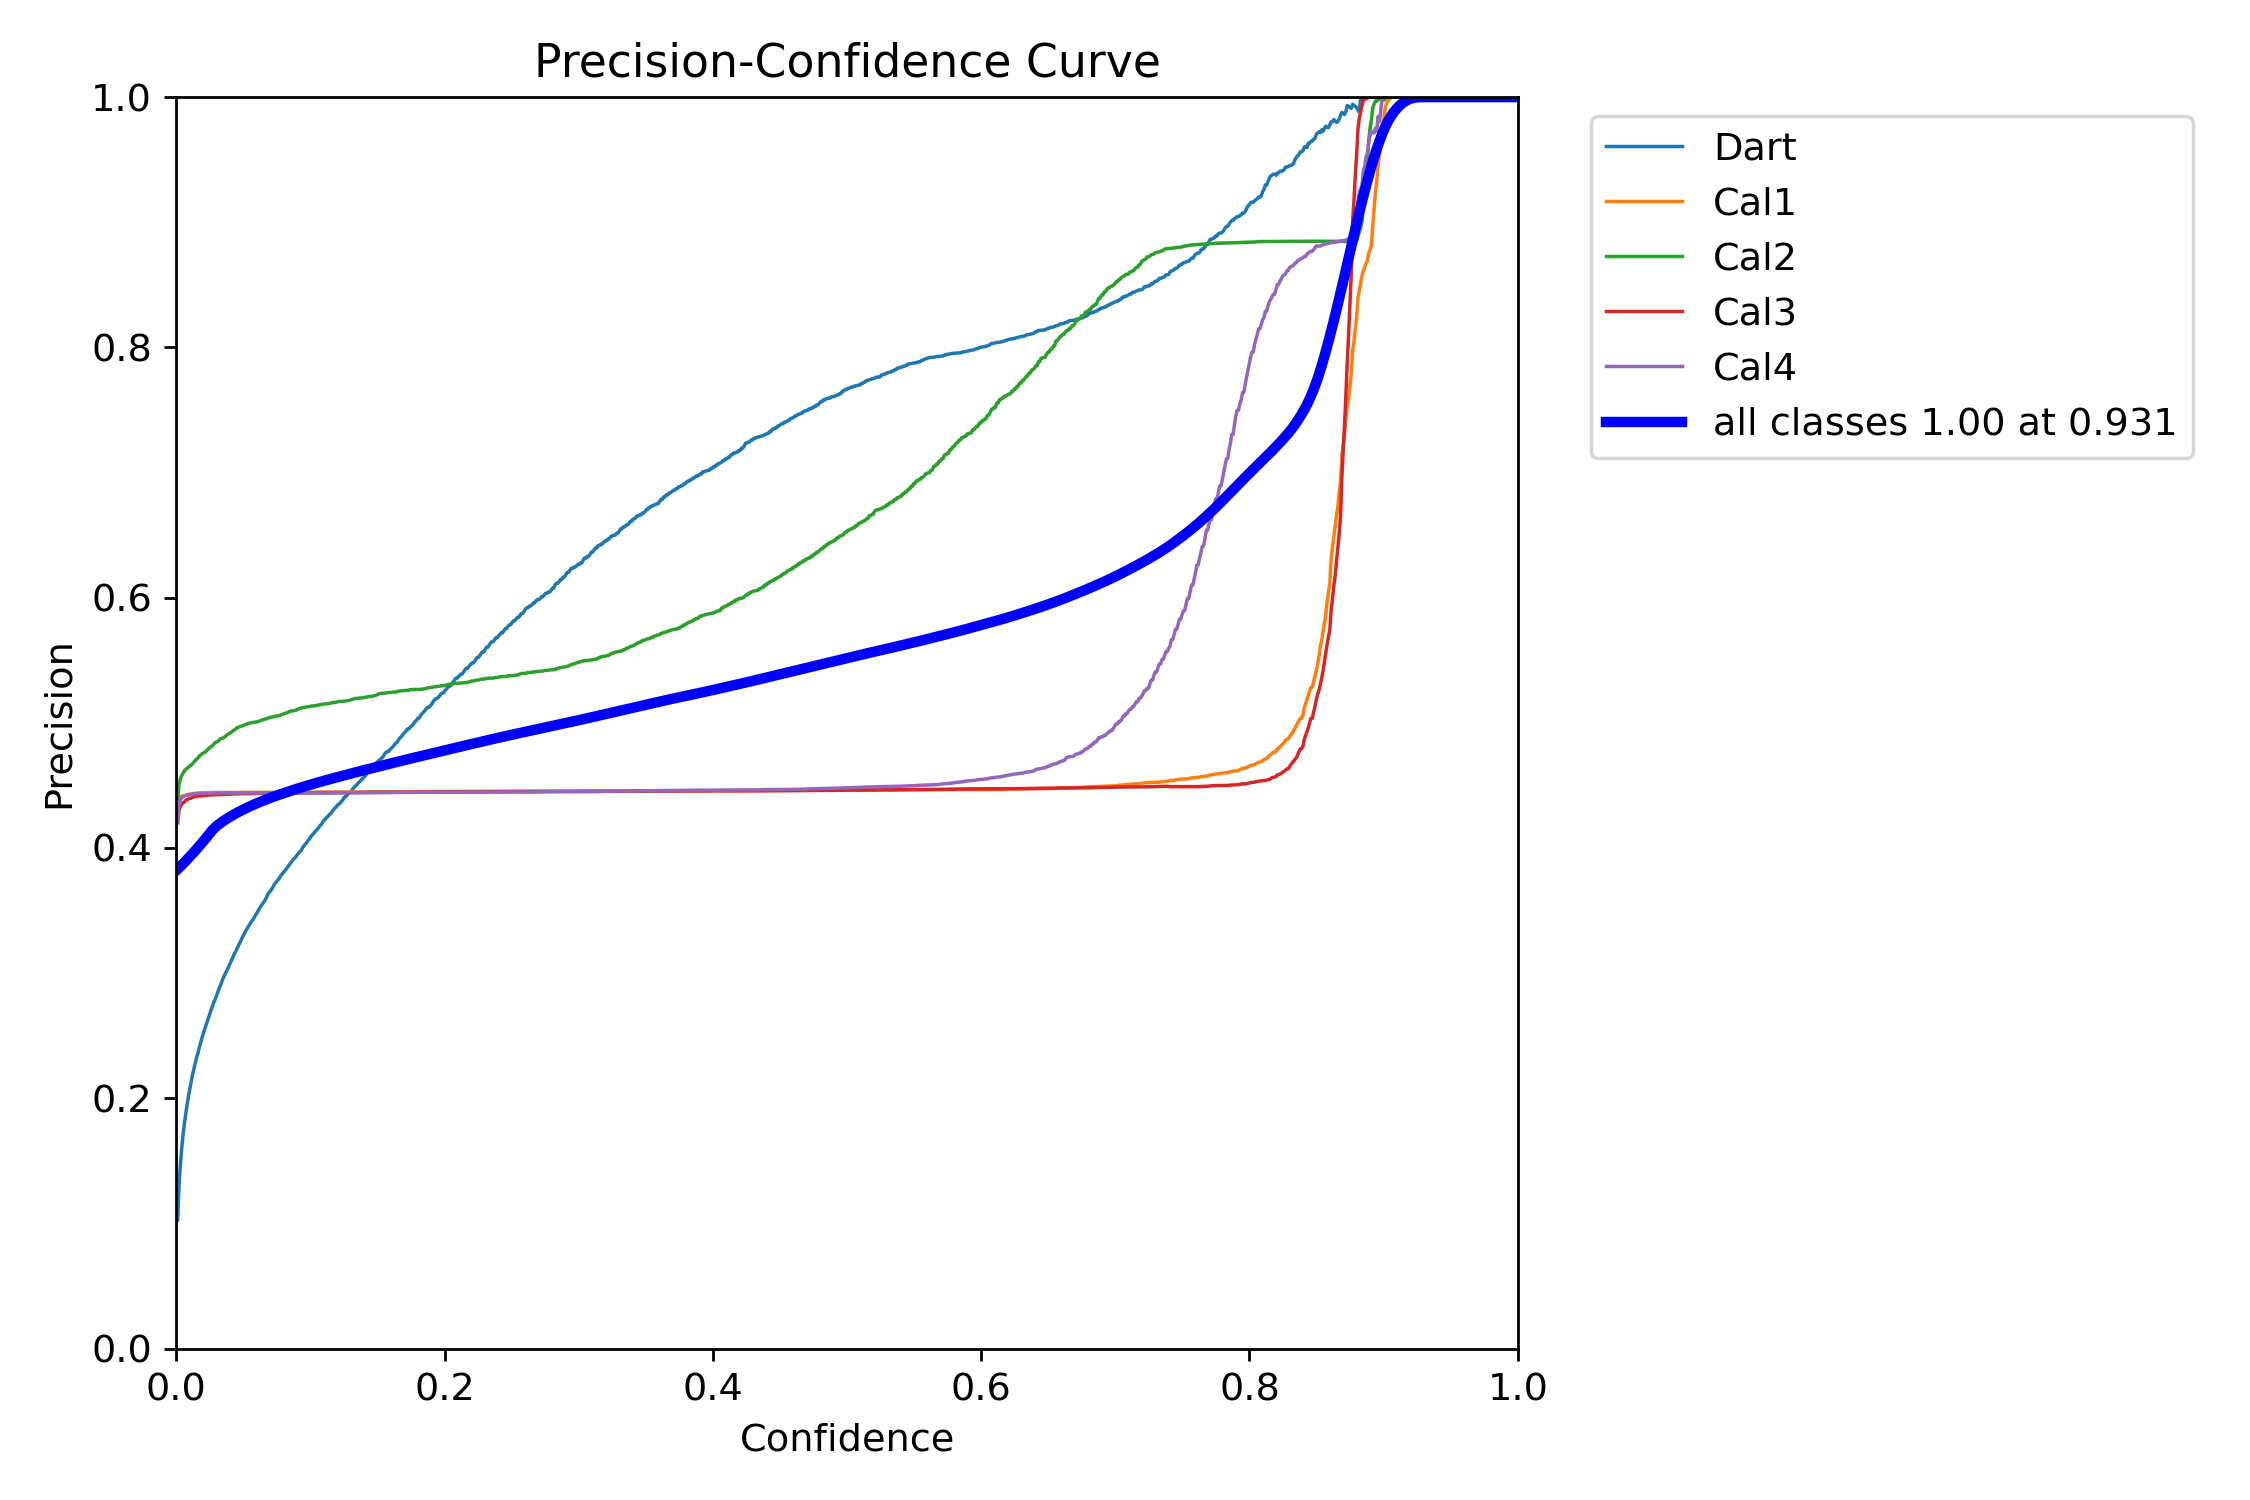 Precision-Confidence Curve
1.0
0.8
0.6
0.4
0.2
0.0
Precision
0.0 0.2 0.4 0.6 0.8 1.0
Confidence
Dart
Cal1
Cal2
Cal3
Cal4
all classes 1.00 at 0.931